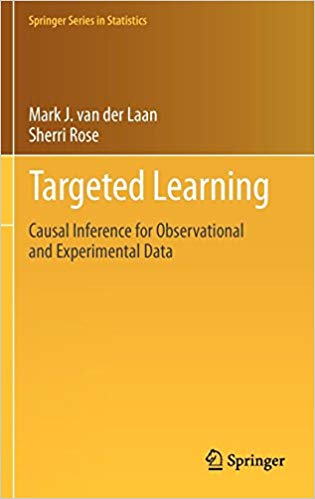 Springer Series in Statistics
Mark J. van der Laan
Sherri Rose
Targeted Learning
Causal Inference for Observational
and Experimental Data
Springer